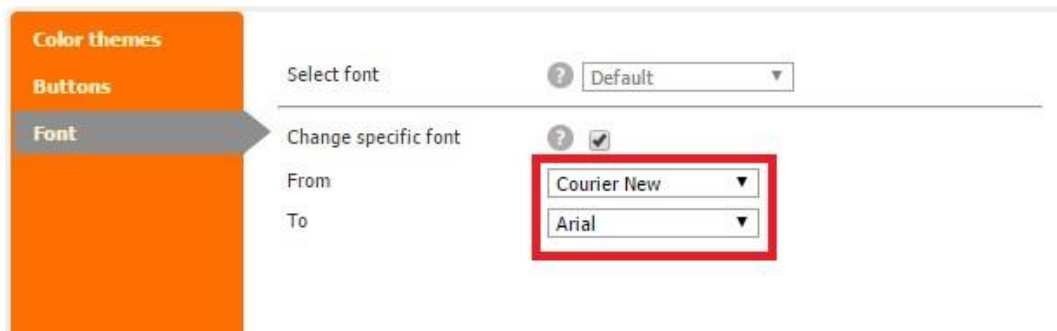 Color themes
Buttons
Font
Select font ? Default
Change specific font ?
From Courier New
To Arial